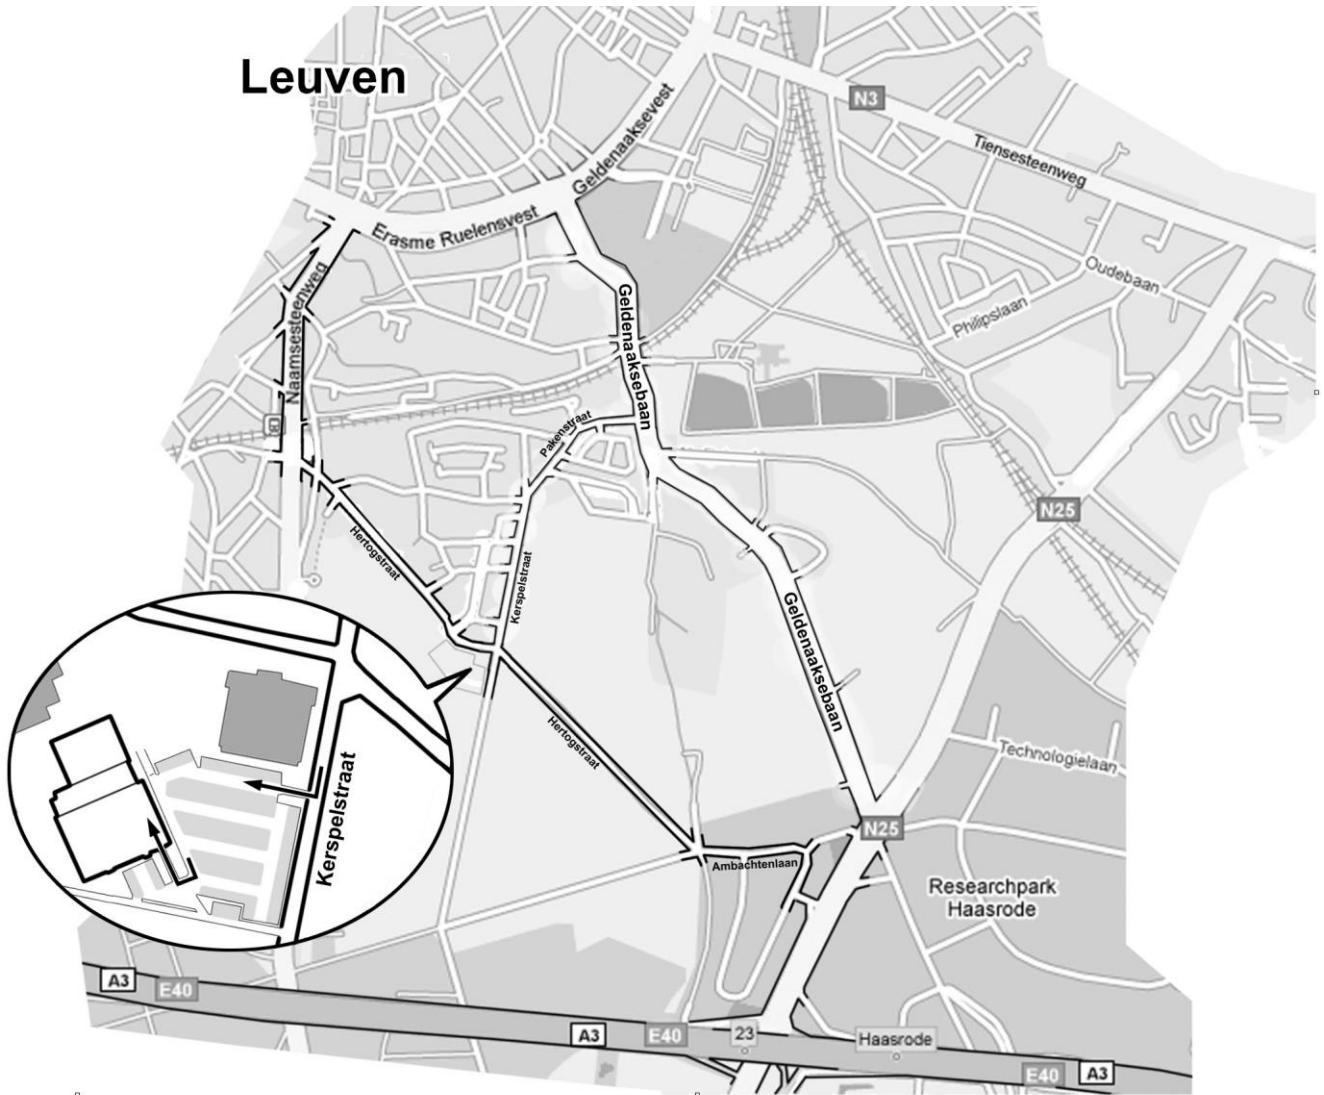 Leuven
N3
Geldenaaksevest
Tiensesteenweg
Erasme Ruelensvest
Oudebaan
Naamsesteenweg
Geldenaaksebaan
Philipslaan
Pakenstraat
N25
Hertogstraat
Kerspelstraat
Geldenaaksebaan
Hertogstraat
Technologielaan
Kerspelstraat
N25
Ambachtenlaan
Researchpark
Haasrode
A3
E40
A3
E40
23
Haasrode
E40
A3